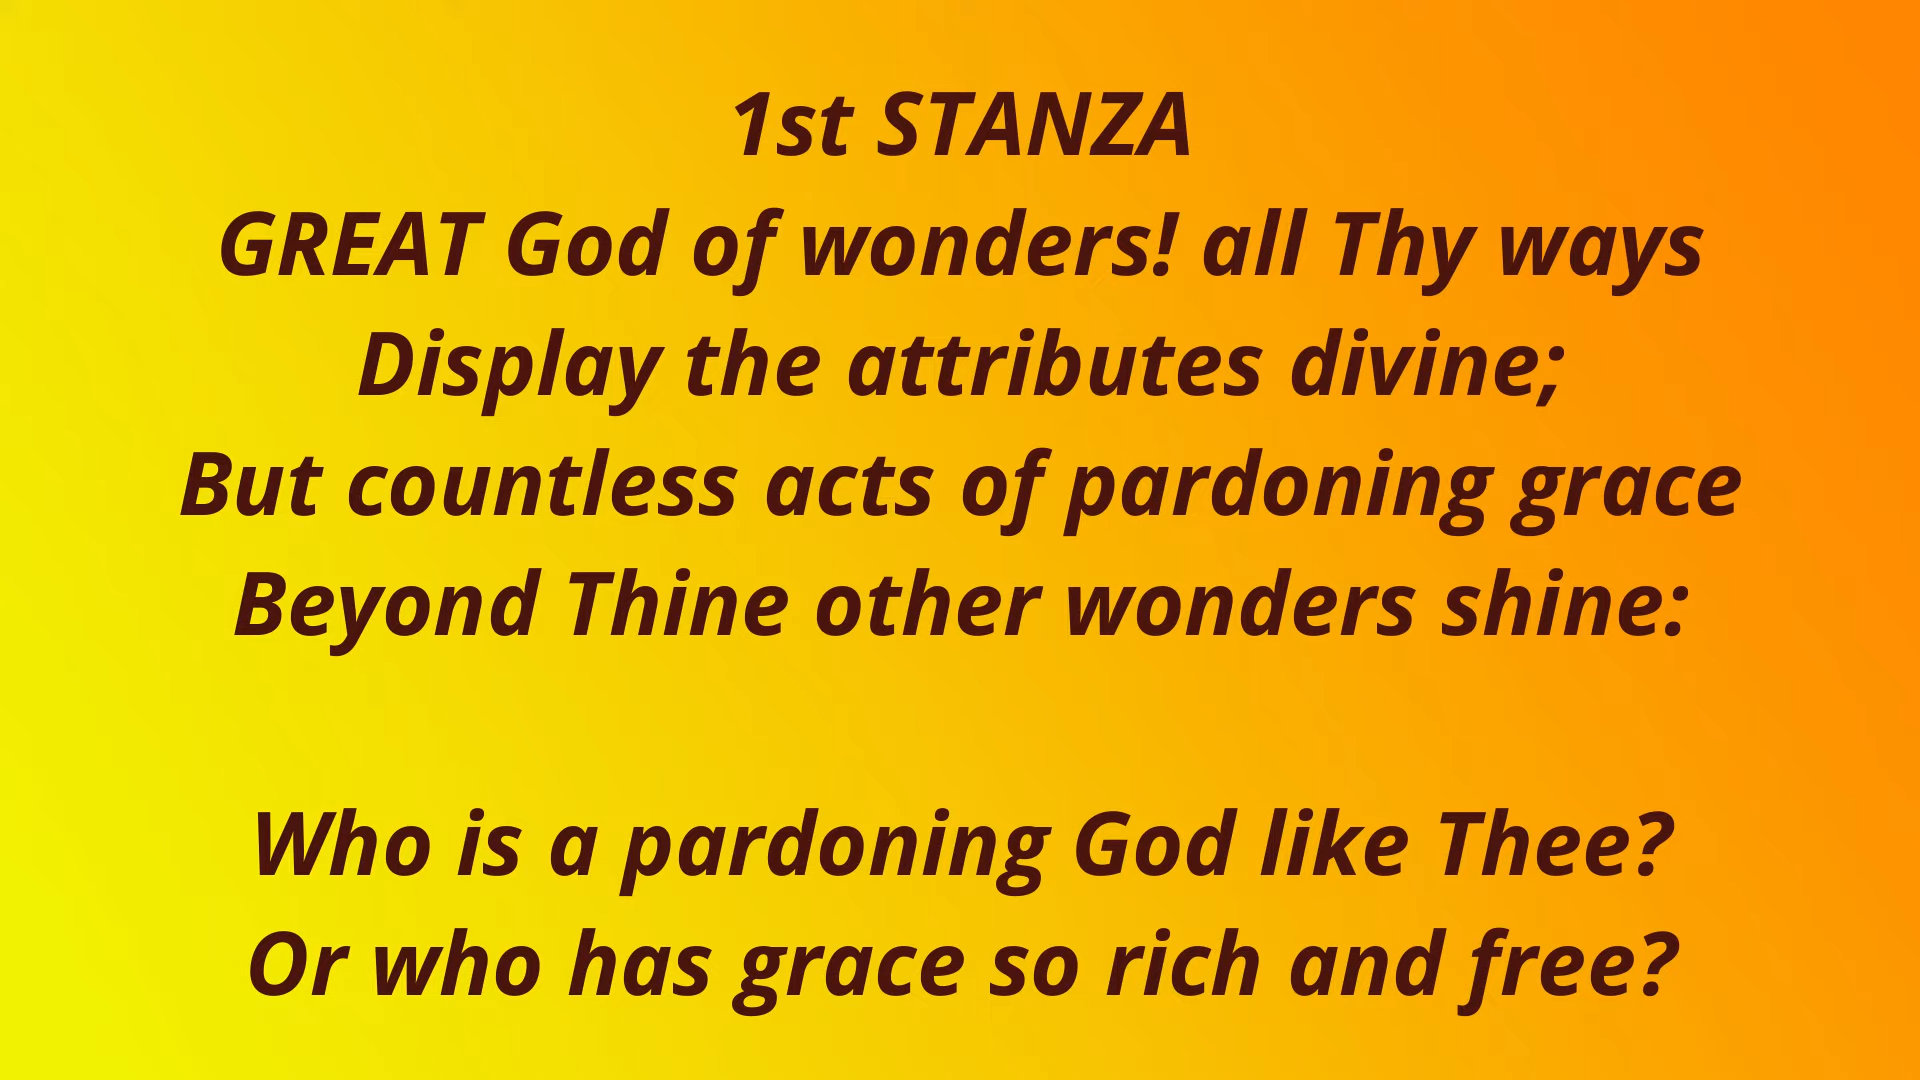 1st STANZA
GREAT God of wonders! all Thy ways
Display the attributes divine;
But countless acts of pardoning grace
Beyond Thine other wonders shine:
Who is a pardoning God like Thee?
Or who has grace so rich and free?